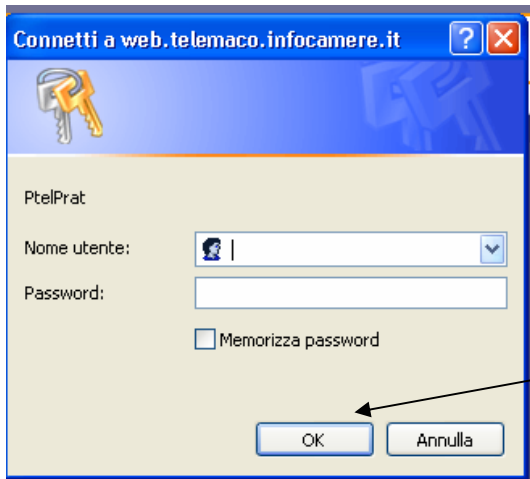 Connetti a web.telemaco.infocamere.it
PtelPrat
Nome utente:
Password:
Memorizza password
OK Annulla